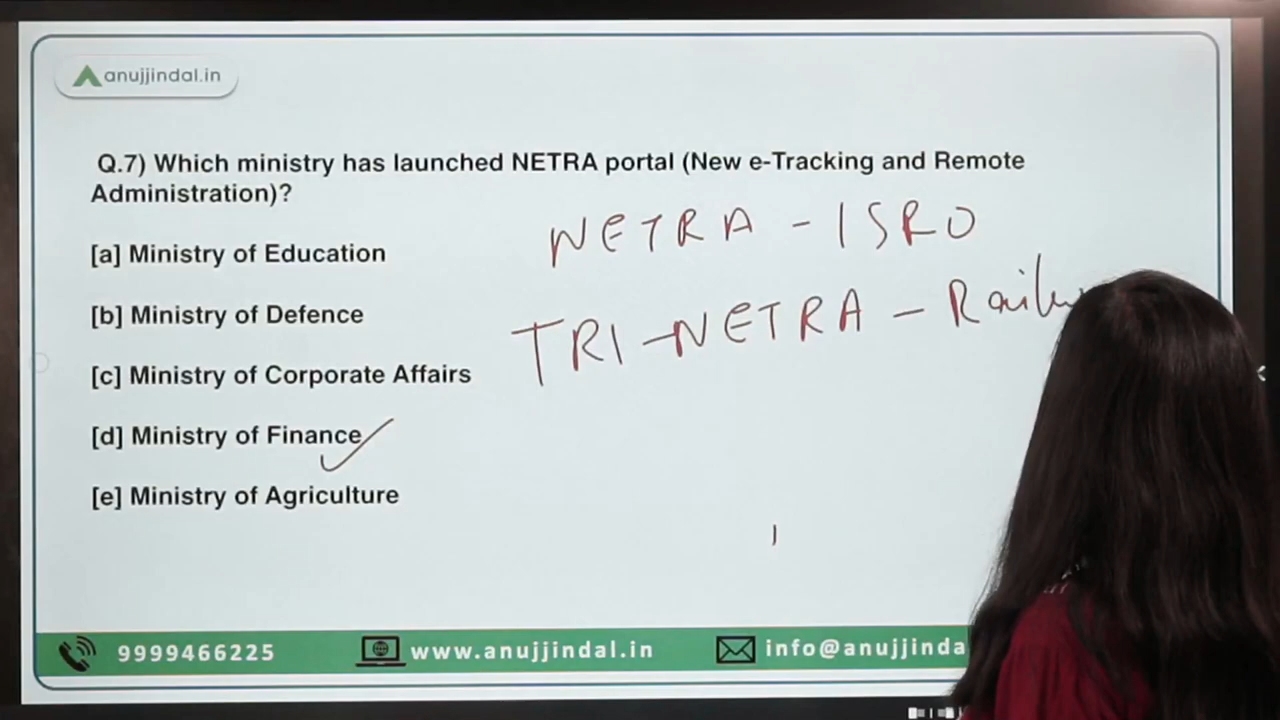 anujjindal.in
Q.7) Which ministry has launched NETRA portal (New e-Tracking and Remote
Administration)?
NETRA - ISRO
[a] Ministry of Education
TRI-NETRA -
[b] Ministry of Defence
[c] Ministry of Corporate Affairs
[d] Ministry of Finance
[e] Ministry of Agriculture
9999466225 www.anujjindal.in